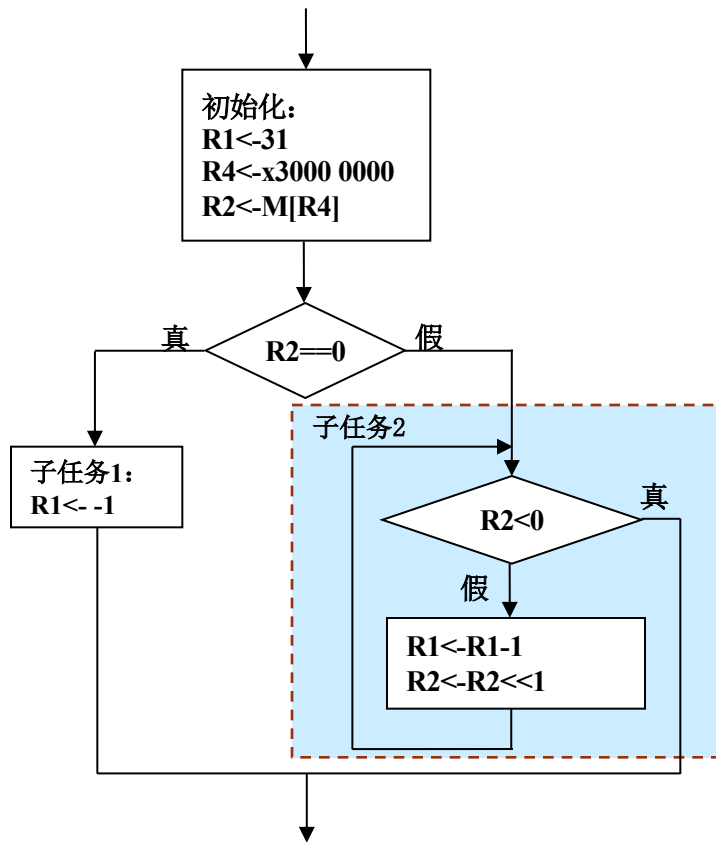 初始化：
R1<-31
R4<-x3000 0000
R2<-M[R4]
真
R2==0
假
子任务2
子任务1：
R1<- -1
R2<0
真
假
R1<-R1-1
R2<-R2<<1